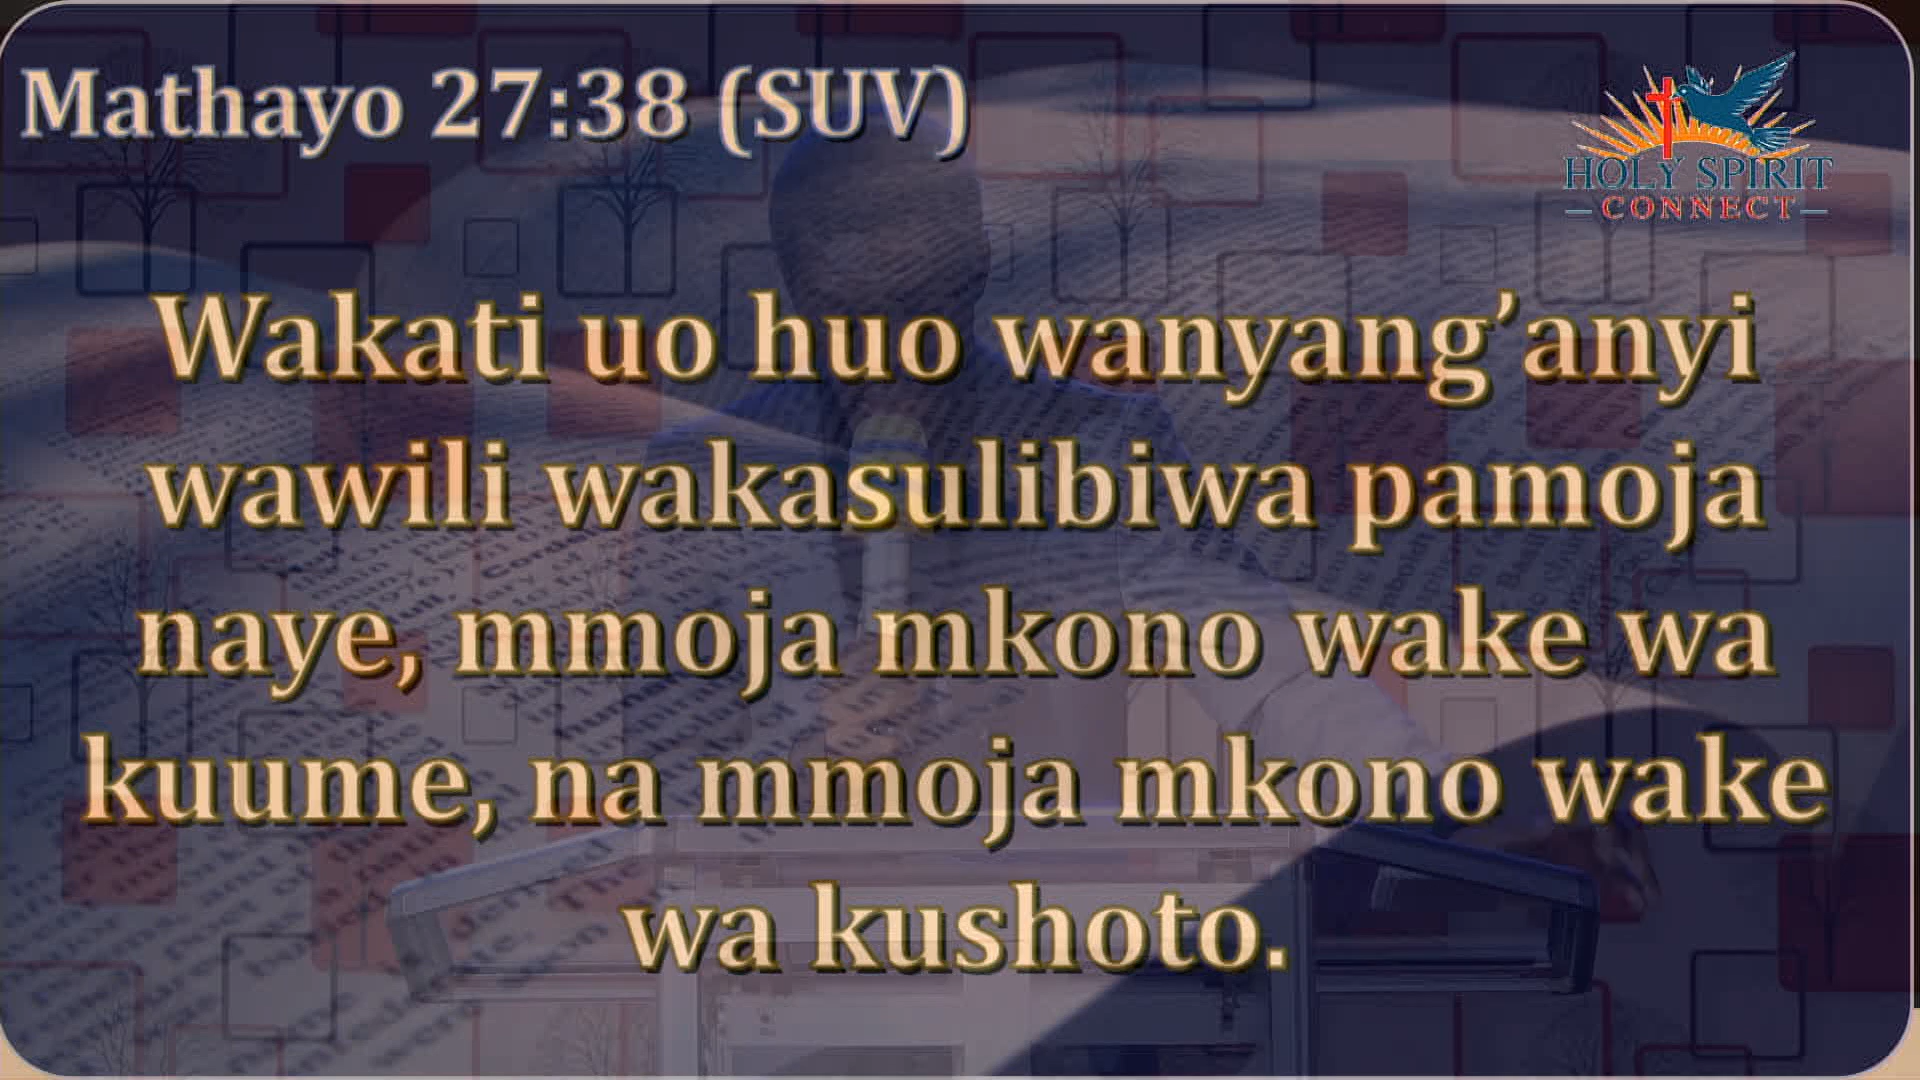 Mathayo 27:38 (SUV)
HOLY SPIRIT
CONNECT
Wakati uo huo wanyang’anyi
wawili wakasulibiwa pamoja
naye, mmoja mkono wake wa
kuume, na mmoja mkono wake
wa kushoto.